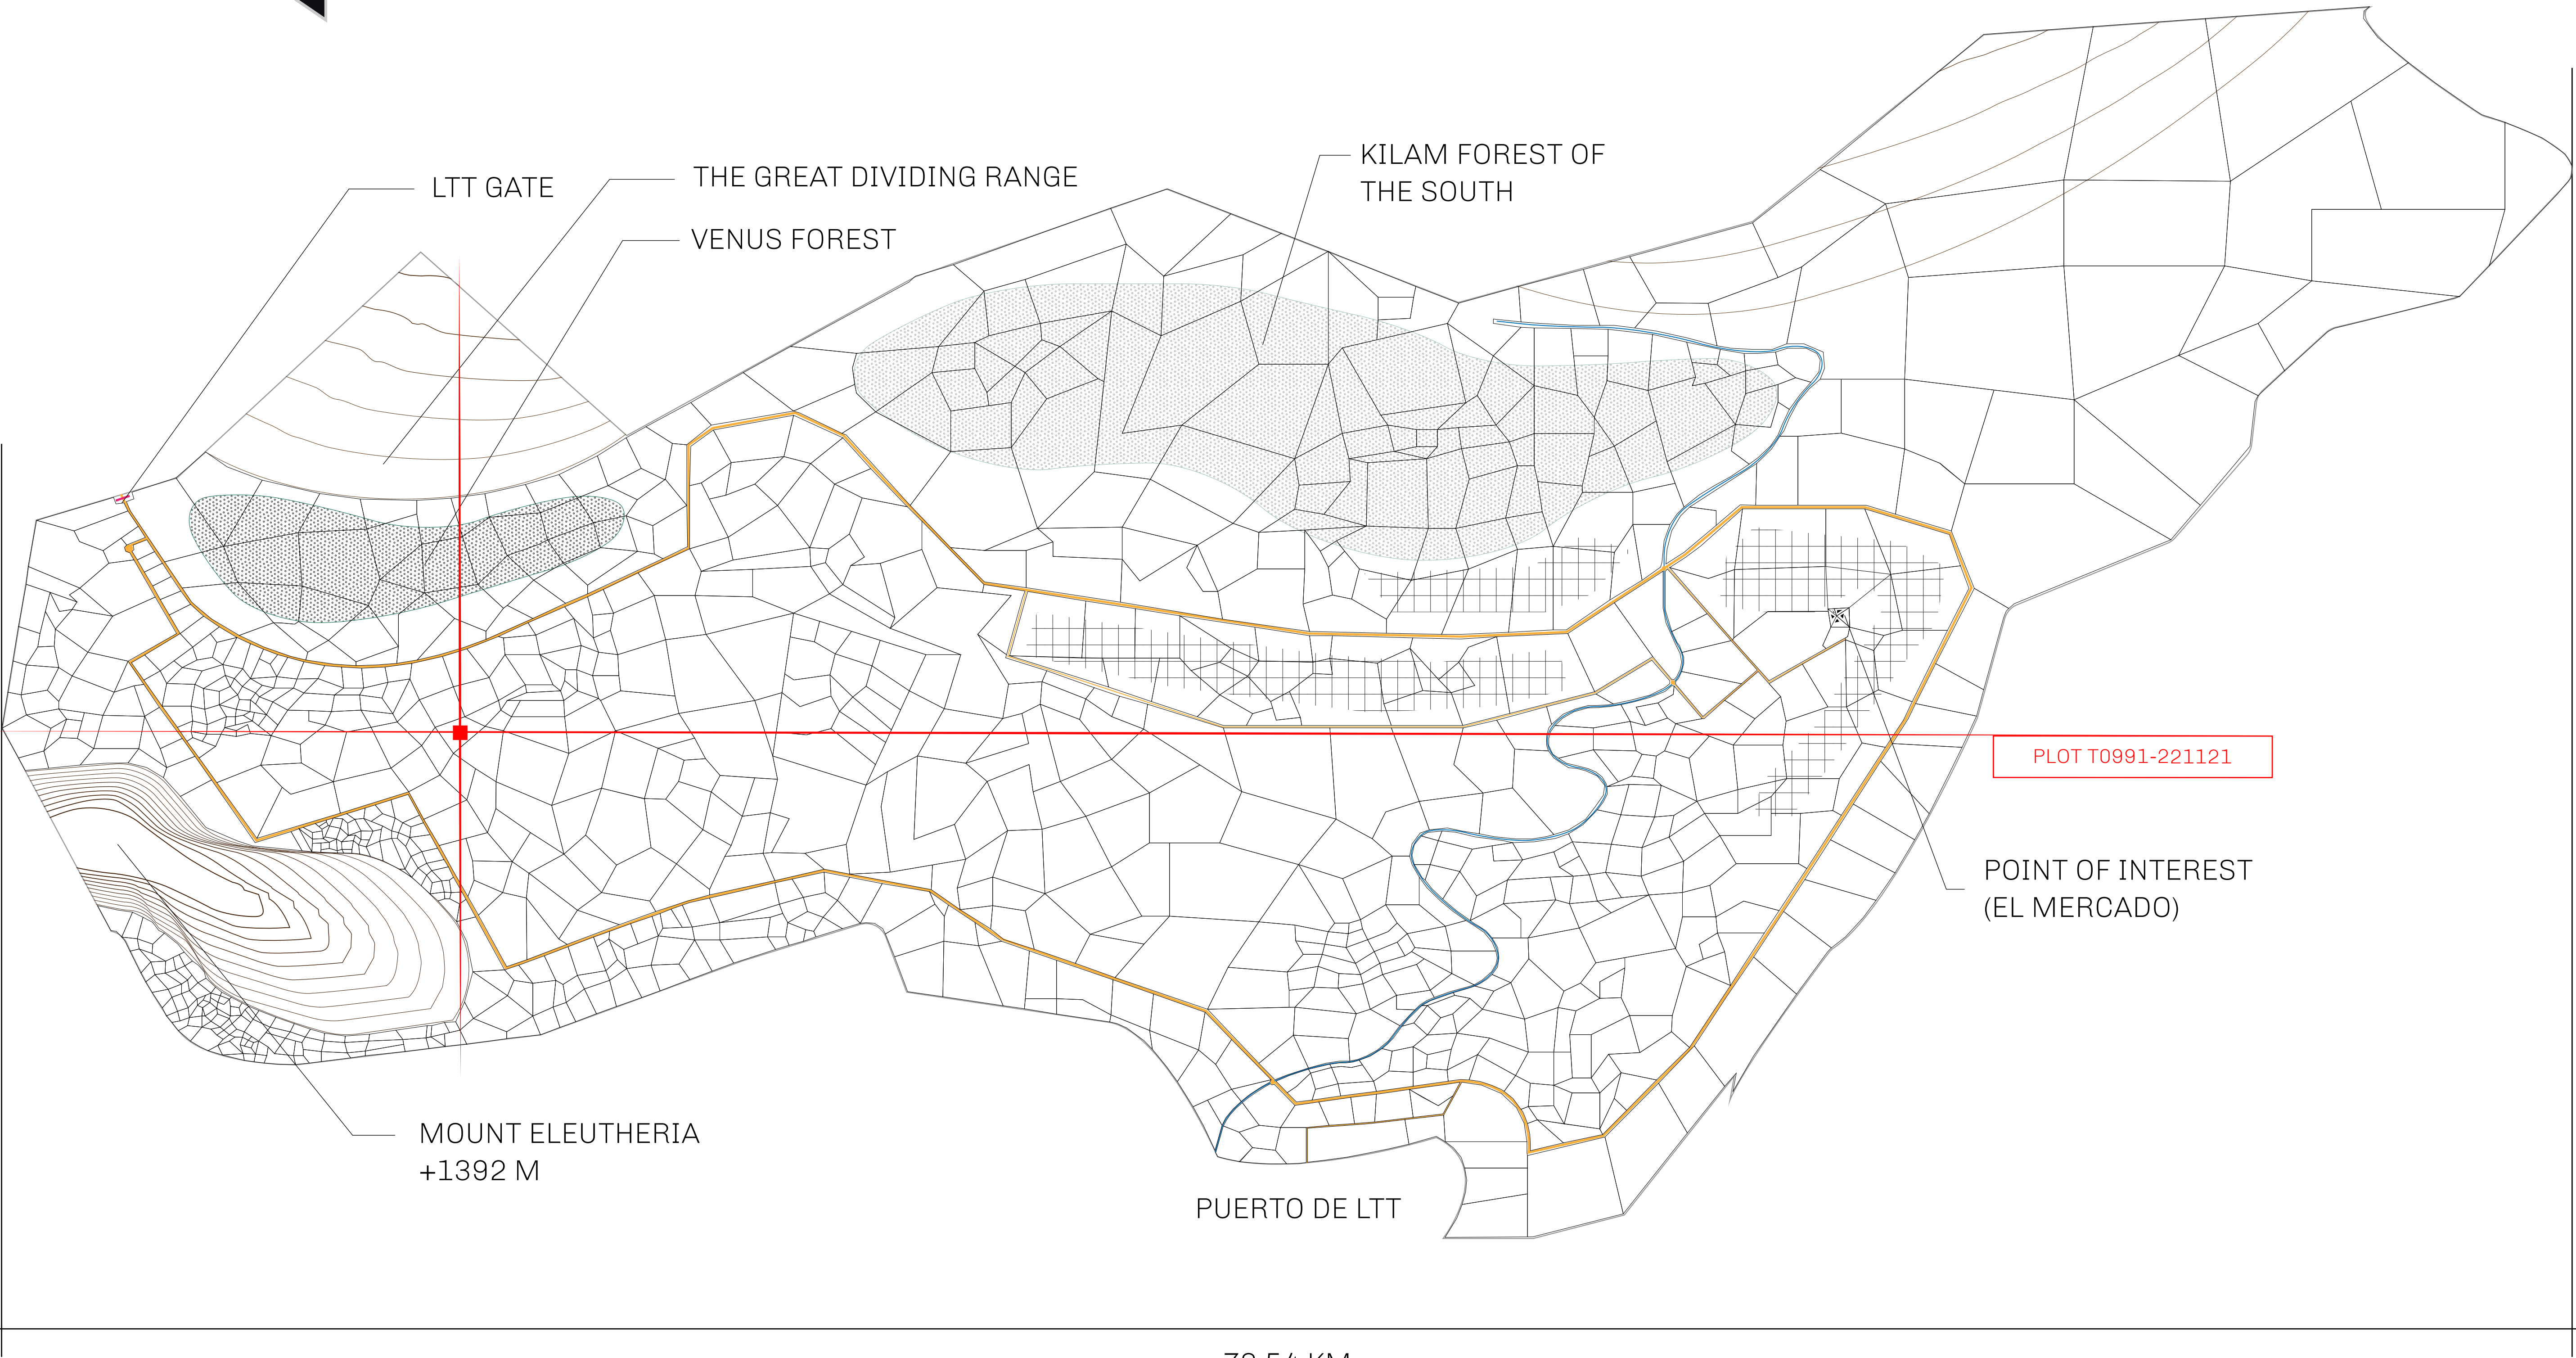 KILAM FOREST OF
THE SOUTH
THE GREAT DIVIDING RANGE
LTT GATE
VENUS FOREST
PLOT T0991-221121
POINT OF INTEREST
(EL MERCADO)
MOUNT ELEUTHERIA
+1392 M
PUERTO DE LTT